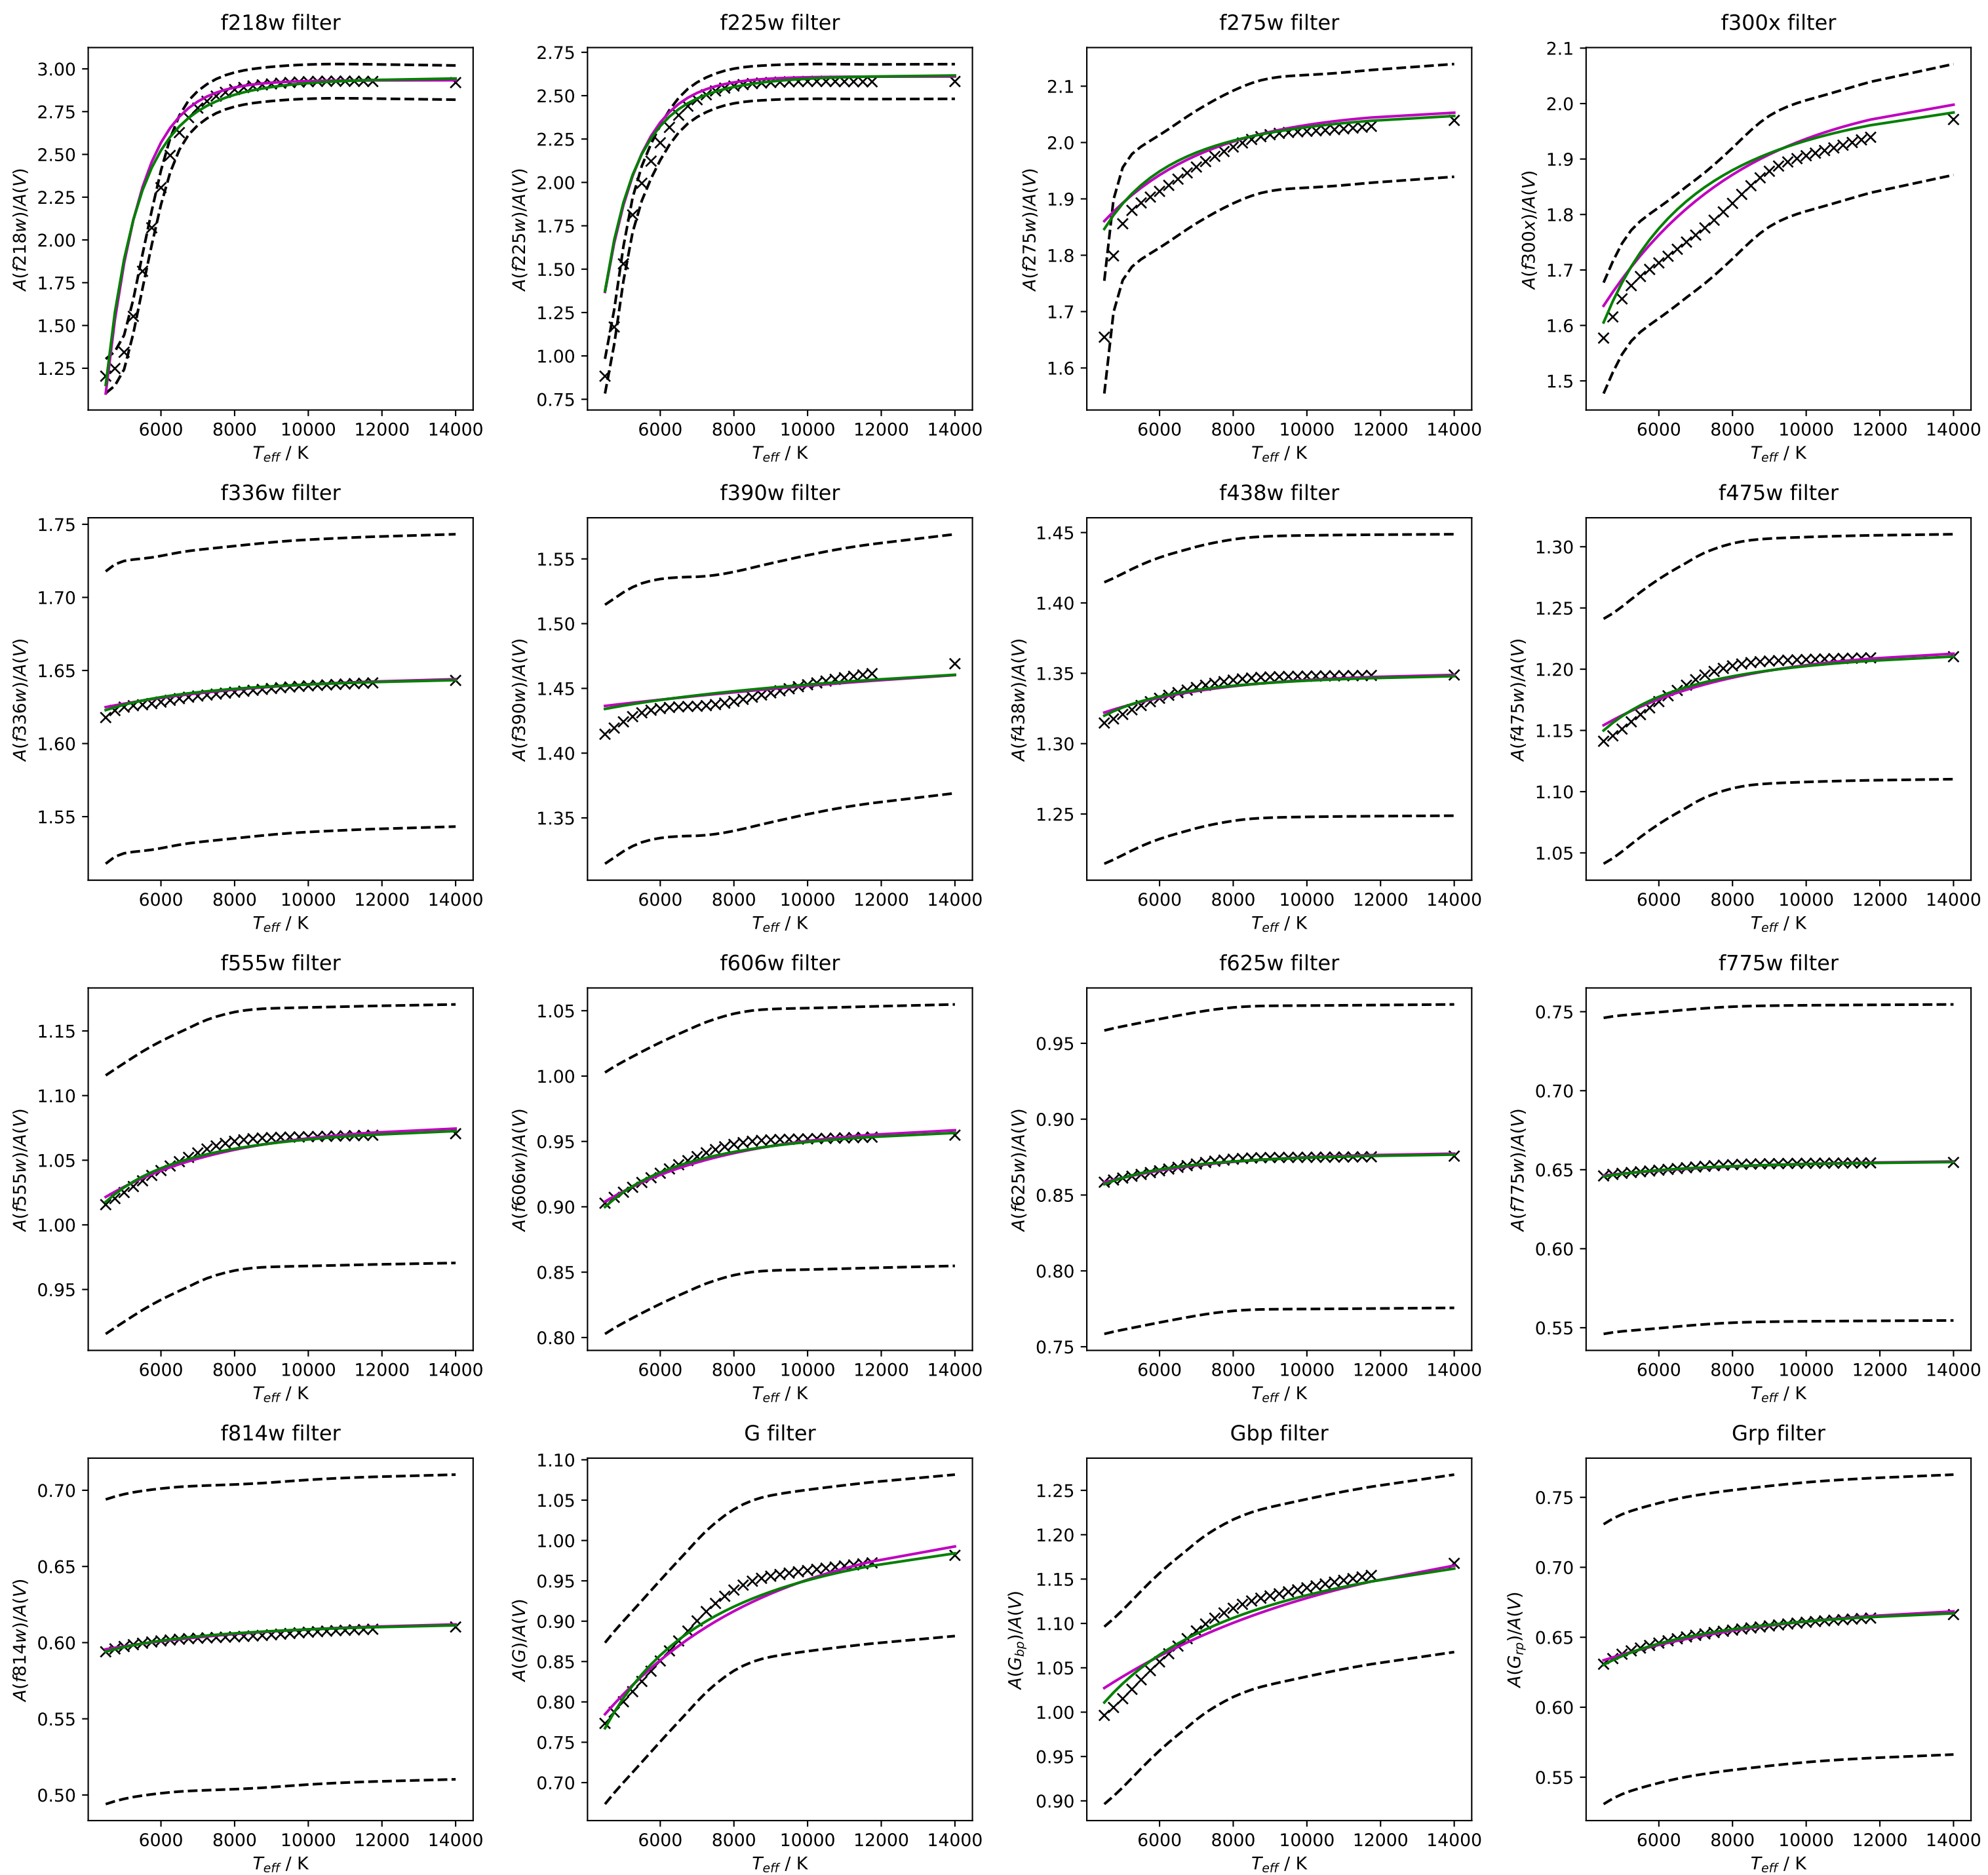 f218w filter
3.00
2.75
2.50
2.25
2.00
1.75
1.50
1.25
A(f218w)/A(V)
6000 8000 10000 12000 14000
T_eff / K
f225w filter
2.75
2.50
2.25
2.00
1.75
1.50
1.25
1.00
0.75
A(f225w)/A(V)
6000 8000 10000 12000 14000
T_eff / K
f275w filter
2.1
2.0
1.9
1.8
1.7
1.6
A(f275w)/A(V)
6000 8000 10000 12000 14000
T_eff / K
f300x filter
2.1
2.0
1.9
1.8
1.7
1.6
1.5
A(f300x)/A(V)
6000 8000 10000 12000 14000
T_eff / K
f336w filter
1.75
1.70
1.65
1.60
1.55
A(f336w)/A(V)
6000 8000 10000 12000 14000
T_eff / K
f390w filter
1.55
1.50
1.45
1.40
1.35
A(f390w)/A(V)
6000 8000 10000 12000 14000
T_eff / K
f438w filter
1.45
1.40
1.35
1.30
1.25
A(f438w)/A(V)
6000 8000 10000 12000 14000
T_eff / K
f475w filter
1.30
1.25
1.20
1.15
1.10
1.05
A(f475w)/A(V)
6000 8000 10000 12000 14000
T_eff / K
f555w filter
1.15
1.10
1.05
1.00
0.95
A(f555w)/A(V)
6000 8000 10000 12000 14000
T_eff / K
f606w filter
1.05
1.00
0.95
0.90
0.85
0.80
A(f606w)/A(V)
6000 8000 10000 12000 14000
T_eff / K
f625w filter
0.95
0.90
0.85
0.80
0.75
A(f625w)/A(V)
6000 8000 10000 12000 14000
T_eff / K
f775w filter
0.75
0.70
0.65
0.60
0.55
A(f775w)/A(V)
6000 8000 10000 12000 14000
T_eff / K
f814w filter
0.70
0.65
0.60
0.55
0.50
A(f814w)/A(V)
6000 8000 10000 12000 14000
T_eff / K
G filter
1.10
1.05
1.00
0.95
0.90
0.85
0.80
0.75
0.70
A(G)/A(V)
6000 8000 10000 12000 14000
T_eff / K
Gbp filter
1.25
1.20
1.15
1.10
1.05
1.00
0.95
0.90
A(G_bp)/A(V)
6000 8000 10000 12000 14000
T_eff / K
Grp filter
0.75
0.70
0.65
0.60
0.55
A(G_rp)/A(V)
6000 8000 10000 12000 14000
T_eff / K